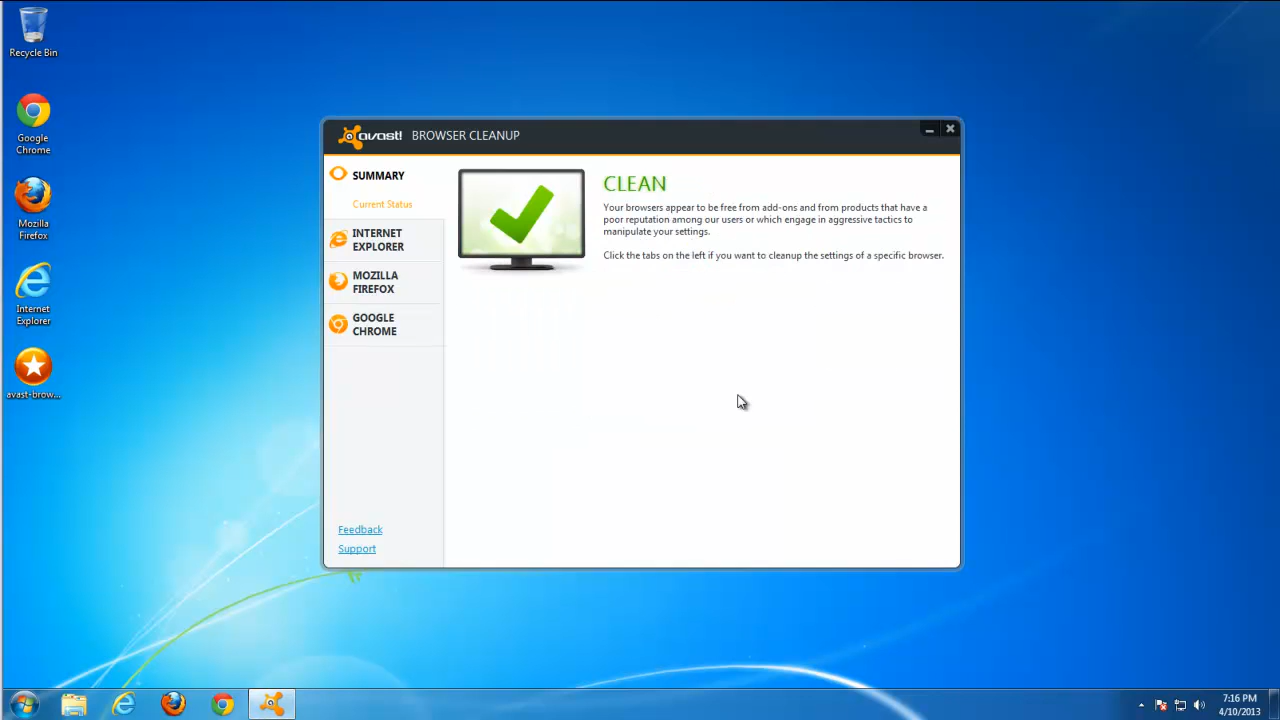 Recycle Bin
Google
Chrome
Mozilla
Firefox
Internet
Explorer
avast-brow...
avast! BROWSER CLEANUP
SUMMARY
Current Status
INTERNET
EXPLORER
MOZILLA
FIREFOX
GOOGLE
CHROME
Feedback
Support
CLEAN
Your browsers appear to be free from add-ons and from products that have a
poor reputation among our users or which engage in aggressive tactics to
manipulate your settings.
Click the tabs on the left if you want to cleanup the settings of a specific browser.
7:16 PM
4/10/2013